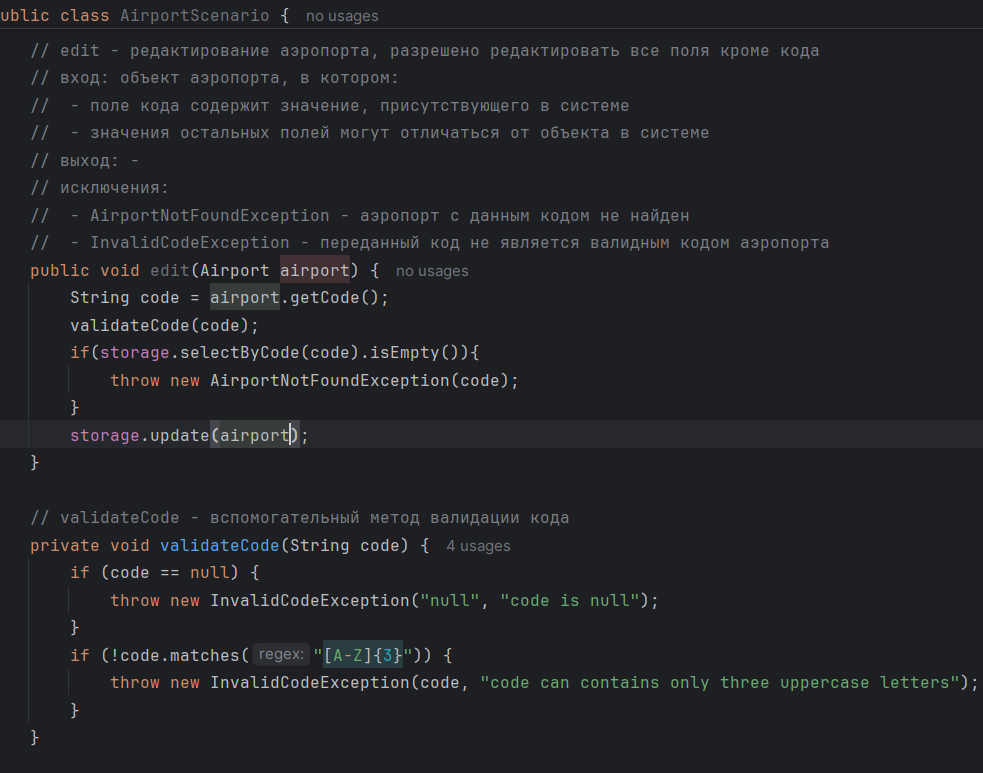 ublic class AirportScenario { no usages
// edit - редактирование аэропорта, разрешено редактировать все поля кроме кода
// вход: объект аэропорта, в котором:
//  - поле кода содержит значение, присутствующего в системе
//  - значения остальных полей могут отличаться от объекта в системе
// выход: -
// исключения:
//  - AirportNotFoundException - аэропорт с данным кодом не найден
//  - InvalidCodeException - переданный код не является валидным кодом аэропорта
public void edit(Airport airport) { no usages
String code = airport.getCode();
validateCode(code);
if(storage.selectByCode(code).isEmpty()){
throw new AirportNotFoundException(code);
}
storage.update(airport);
}
// validateCode - вспомогательный метод валидации кода
private void validateCode(String code) { 4 usages
if (code == null) {
throw new InvalidCodeException("null", "code is null");
}
if (!code.matches( regex: "[A-Z]{3}")) {
throw new InvalidCodeException(code, "code can contains only three uppercase letters");
}
}